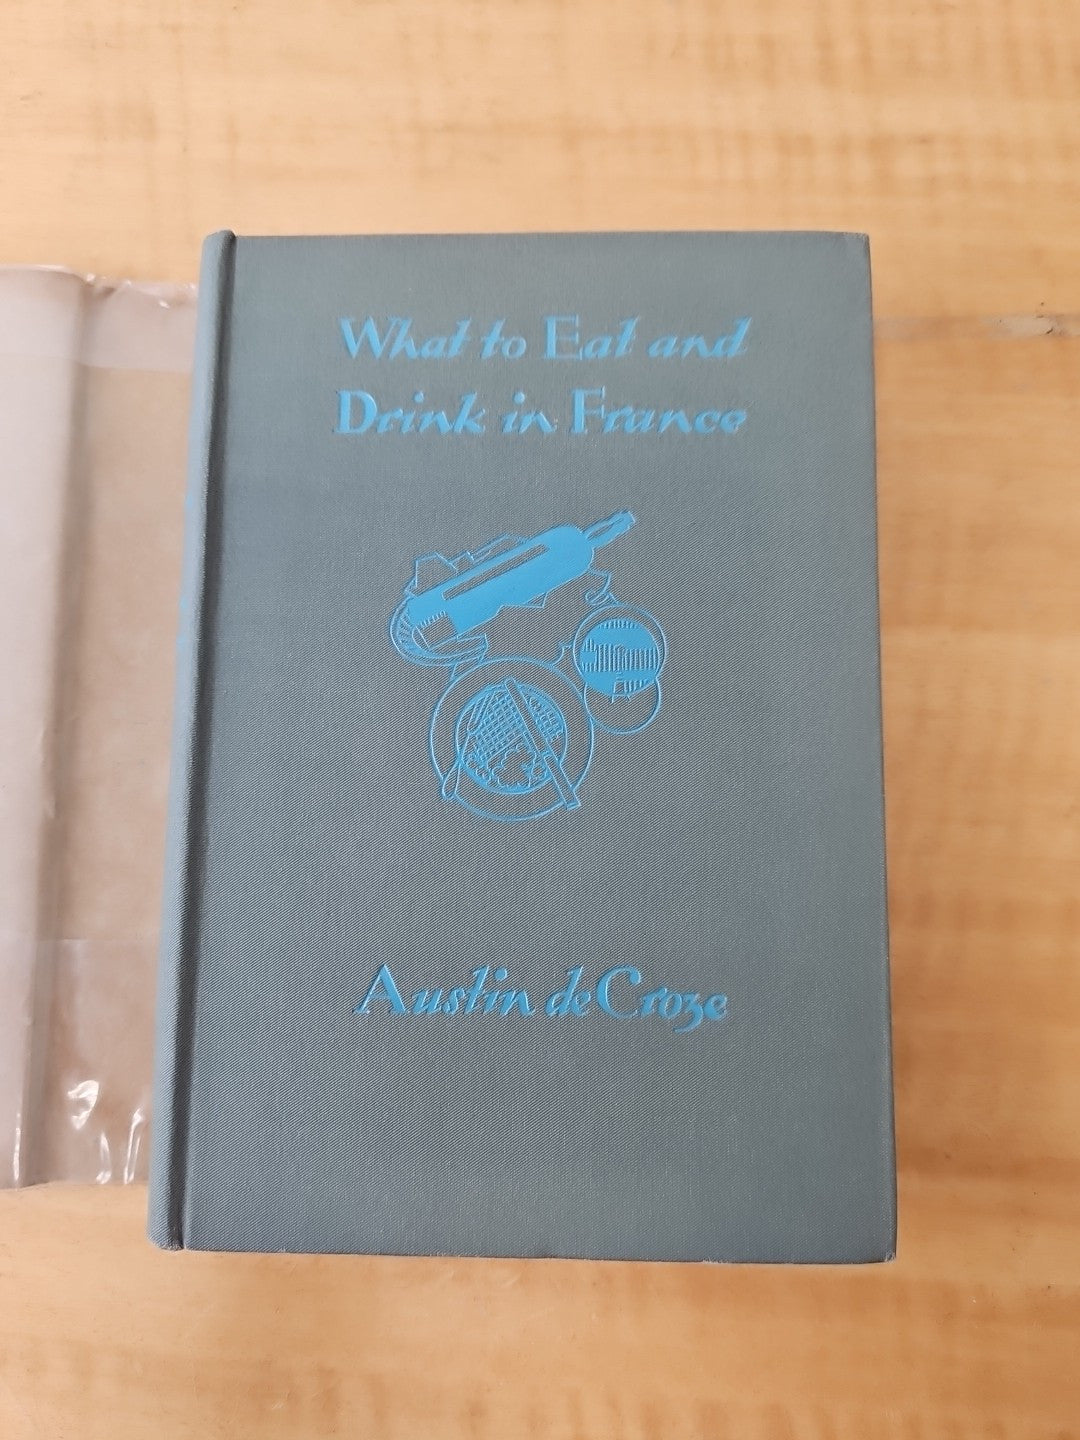 What to Eat and
Drink in France
Austin de Croze